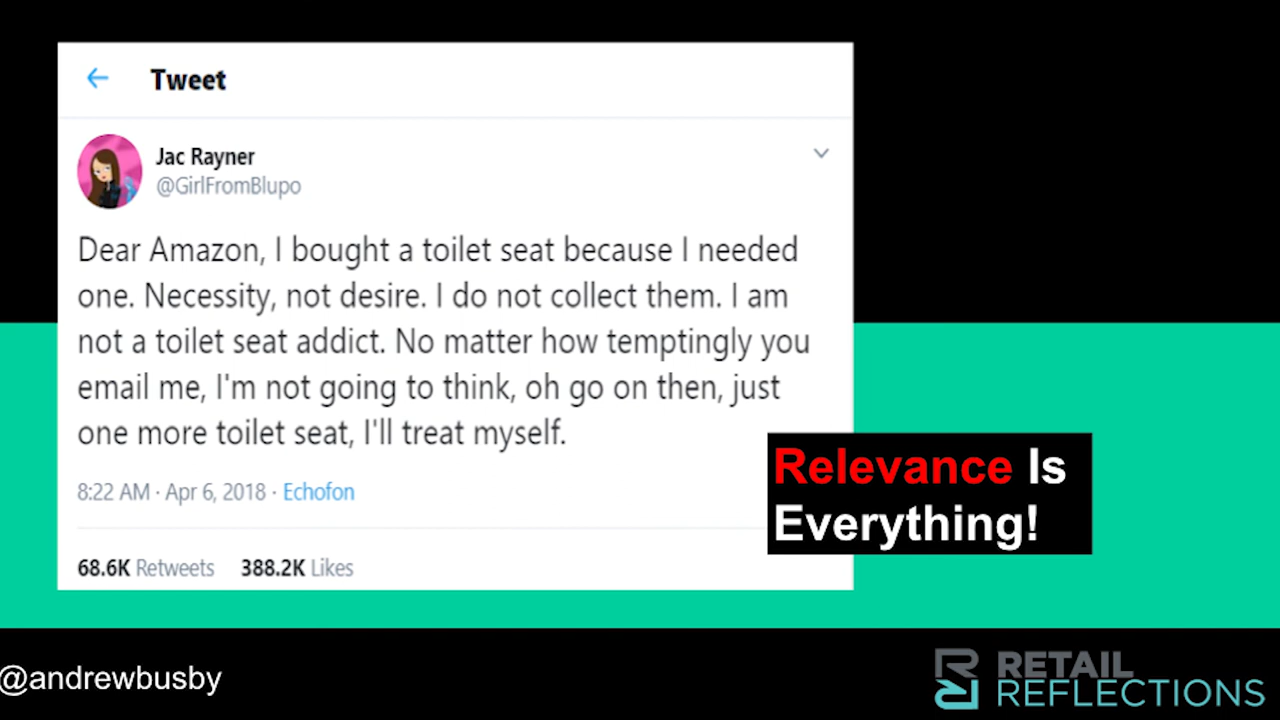 Tweet
Jac Rayner
@GirlFromBlupo
Dear Amazon, I bought a toilet seat because I needed
one. Necessity, not desire. I do not collect them. I am
not a toilet seat addict. No matter how temptingly you
email me, I'm not going to think, oh go on then, just
one more toilet seat, I'll treat myself.
8:22 AM · Apr 6, 2018 · Echofon
68.6K Retweets 388.2K Likes
Relevance Is
Everything!
@andrewbusby
RETAIL
REFLECTIONS